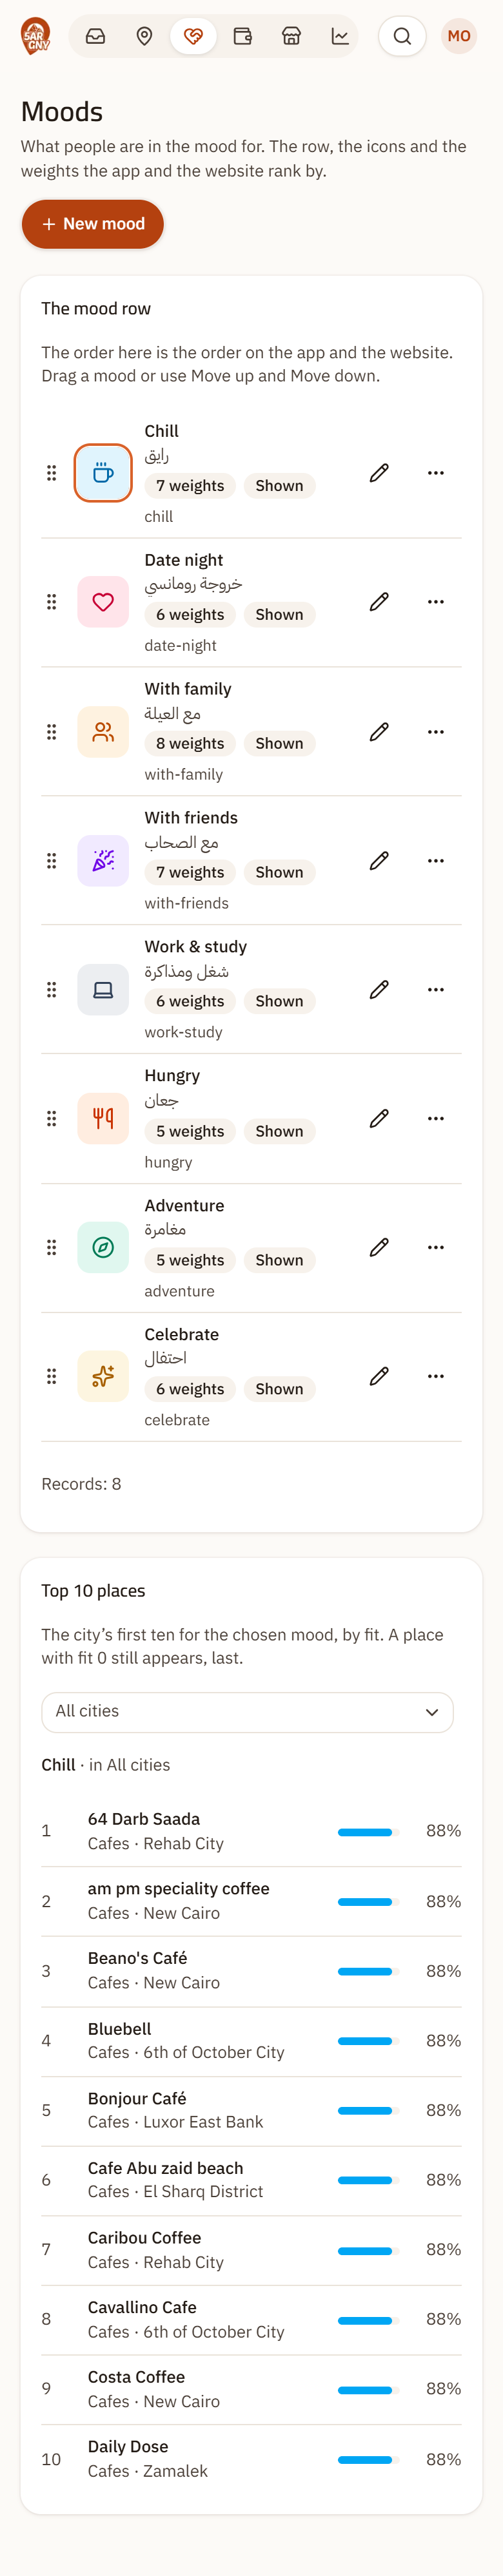 SAR
GNY
MO
Moods
What people are in the mood for. The row, the icons and the
weights the app and the website rank by.
+ New mood
The mood row
The order here is the order on the app and the website.
Drag a mood or use Move up and Move down.
Chill
رايق
7 weights Shown
chill
Date night
خروجة رومانسي
6 weights Shown
date-night
With family
مع العيلة
8 weights Shown
with-family
With friends
مع الصحاب
7 weights Shown
with-friends
Work & study
شغل ومذاكرة
6 weights Shown
work-study
Hungry
جعان
5 weights Shown
hungry
Adventure
مغامرة
5 weights Shown
adventure
Celebrate
احتفال
6 weights Shown
celebrate
Records: 8
Top 10 places
The city’s first ten for the chosen mood, by fit. A place
with fit 0 still appears, last.
All cities
Chill · in All cities
1 64 Darb Saada 88%
Cafes · Rehab City
2 am pm speciality coffee 88%
Cafes · New Cairo
3 Beano's Café 88%
Cafes · New Cairo
4 Bluebell 88%
Cafes · 6th of October City
5 Bonjour Café 88%
Cafes · Luxor East Bank
6 Cafe Abu zaid beach 88%
Cafes · El Sharq District
7 Caribou Coffee 88%
Cafes · Rehab City
8 Cavallino Cafe 88%
Cafes · 6th of October City
9 Costa Coffee 88%
Cafes · New Cairo
10 Daily Dose 88%
Cafes · Zamalek